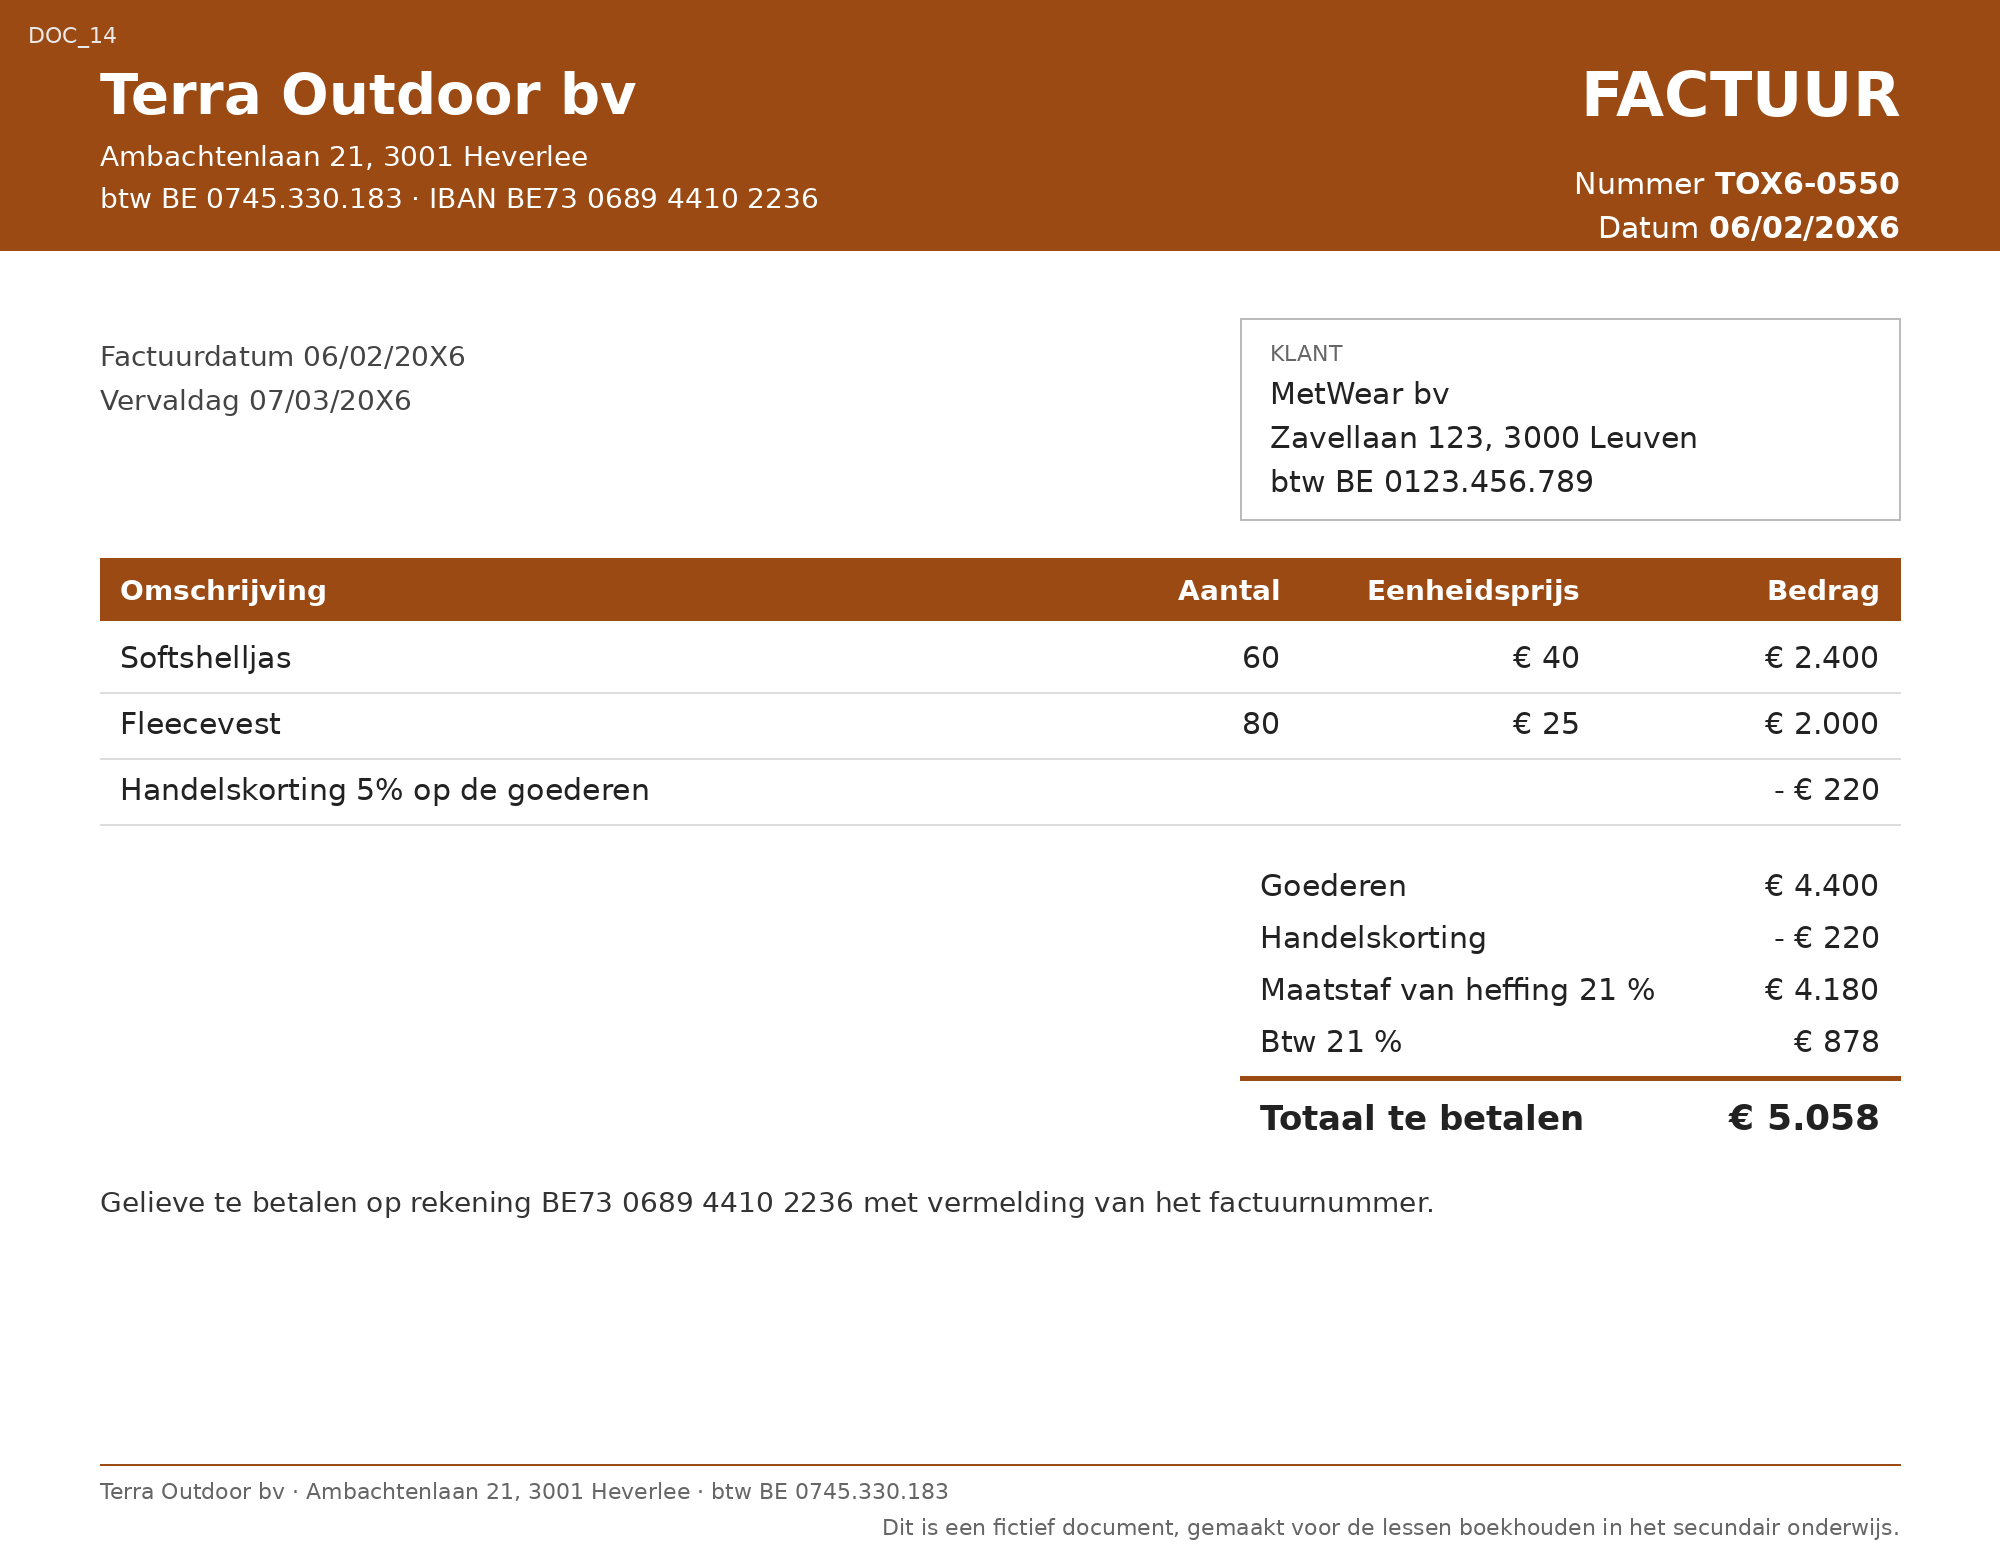 DOC_14
Terra Outdoor bv
Ambachtenlaan 21, 3001 Heverlee
btw BE 0745.330.183 · IBAN BE73 0689 4410 2236
FACTUUR
Nummer TOX6-0550
Datum 06/02/20X6
Factuurdatum 06/02/20X6
Vervaldag 07/03/20X6
KLANT
MetWear bv
Zavellaan 123, 3000 Leuven
btw BE 0123.456.789
Omschrijving Aantal Eenheidsprijs Bedrag
Softshelljas 60 € 40 € 2.400
Fleecevest 80 € 25 € 2.000
Handelskorting 5% op de goederen - € 220
Goederen € 4.400
Handelskorting - € 220
Maatstaf van heffing 21 % € 4.180
Btw 21 % € 878
Totaal te betalen € 5.058
Gelieve te betalen op rekening BE73 0689 4410 2236 met vermelding van het factuurnummer.
Terra Outdoor bv · Ambachtenlaan 21, 3001 Heverlee · btw BE 0745.330.183
Dit is een fictief document, gemaakt voor de lessen boekhouden in het secundair onderwijs.